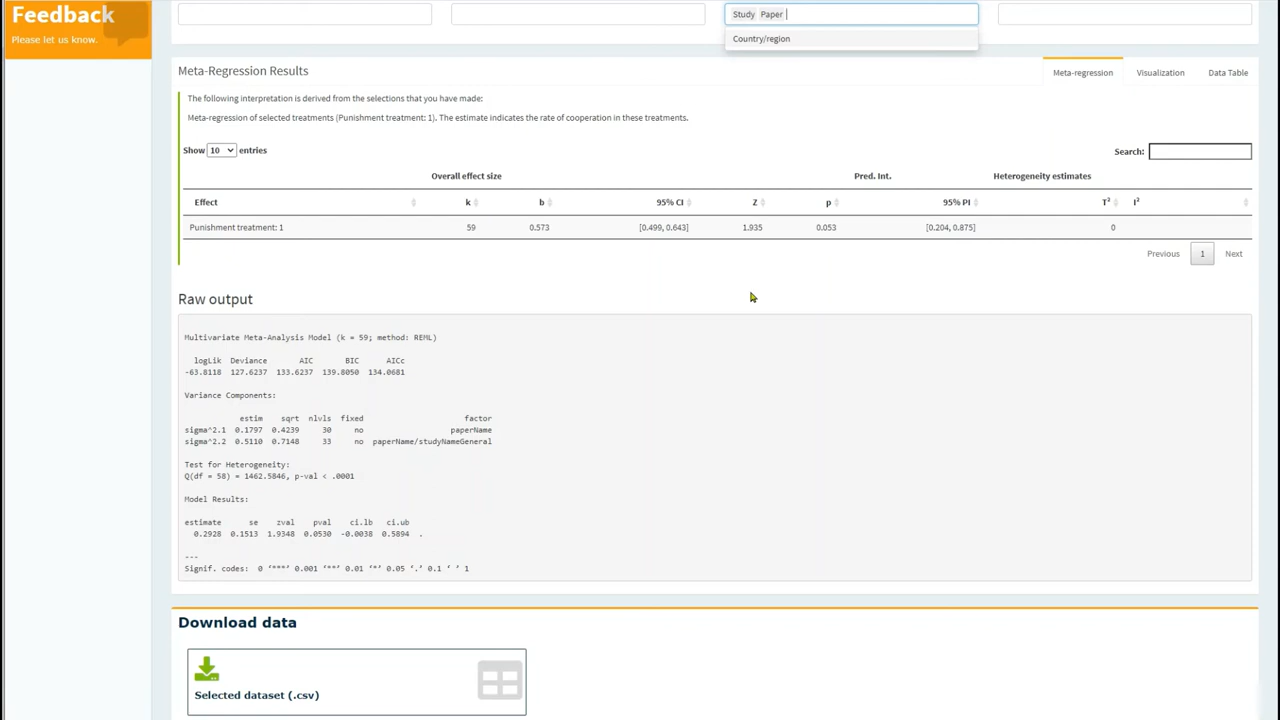 Feedback
Please let us know.
Study Paper
Country/region
Meta-Regression Results
Meta-regression Visualization Data Table
The following interpretation is derived from the selections that you have made:
Meta-regression of selected treatments (Punishment treatment: 1). The estimate indicates the rate of cooperation in these treatments.
Show 10 entries
Search:
Overall effect size Pred. Int. Heterogeneity estimates
Effect k b 95% CI Z p 95% PI T² I²
Punishment treatment: 1 59 0.573 [0.499, 0.643] 1.935 0.053 [0.204, 0.875] 0
Previous 1 Next
Raw output
Multivariate Meta-Analysis Model (k = 59; method: REML)
logLik Deviance AIC BIC AICc
-63.8118 127.6237 133.6237 139.8050 134.0681
Variance Components:
estim sqrt nlvls fixed factor
sigma^2.1 0.1797 0.4239 30 no paperName
sigma^2.2 0.5110 0.7148 33 no paperName/studyNameGeneral
Test for Heterogeneity:
Q(df = 58) = 1462.5846, p-val < .0001
Model Results:
estimate se zval pval ci.lb ci.ub
0.2928 0.1513 1.9348 0.0530 -0.0038 0.5894 .
---
Signif. codes: 0 ‘***’ 0.001 ‘**’ 0.01 ‘*’ 0.05 ‘.’ 0.1 ‘ ’ 1
Download data
Selected dataset (.csv)